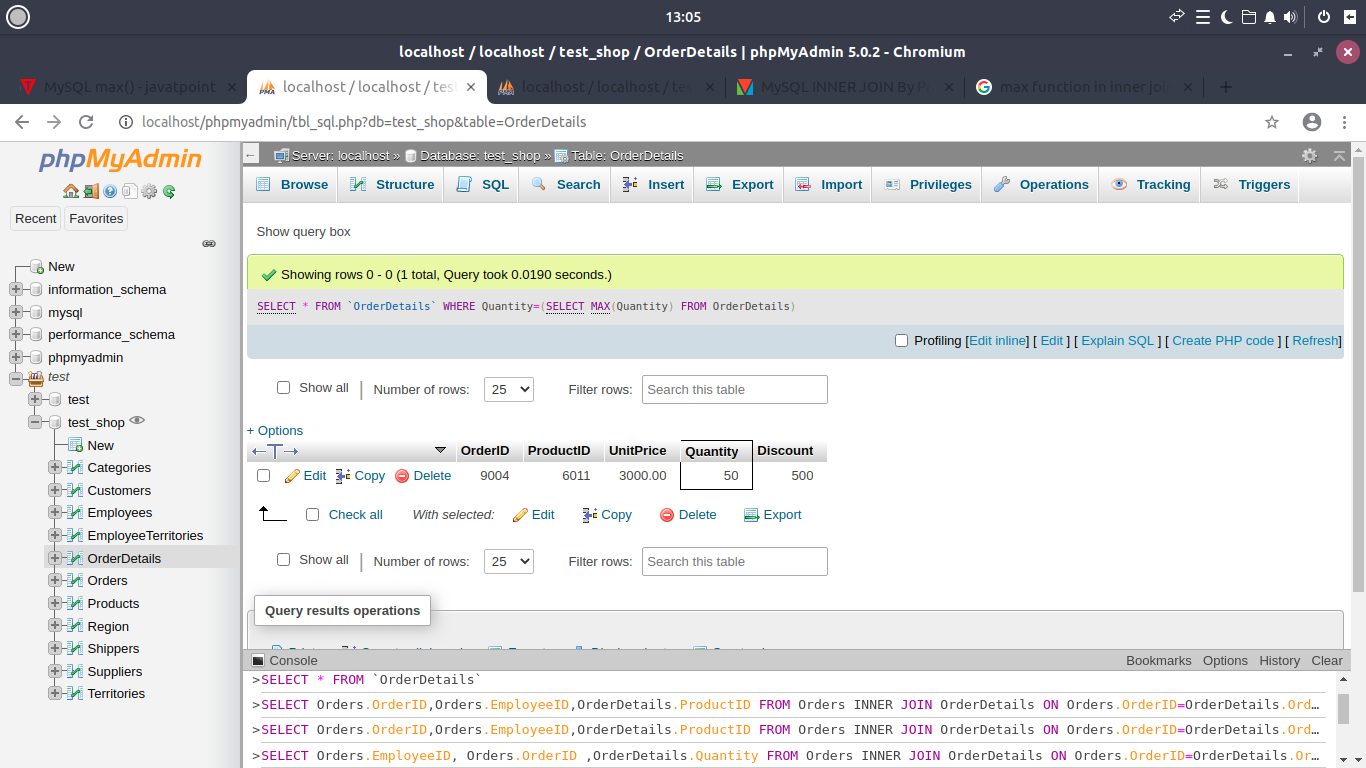 13:05
localhost / localhost / test_shop / OrderDetails | phpMyAdmin 5.0.2 - Chromium
MySQL max() - javatpoint
localhost / localhost / tes
localhost / localhost / tes
MySQL INNER JOIN By
max function in inner joi
localhost/phpmyadmin/tbl_sql.php?db=test_shop&table=OrderDetails
phpMyAdmin
Recent Favorites
New
information_schema
mysql
performance_schema
phpmyadmin
test
test
test_shop
New
Categories
Customers
Employees
EmployeeTerritories
OrderDetails
Orders
Products
Region
Shippers
Suppliers
Territories
Server: localhost » Database: test_shop » Table: OrderDetails
Browse Structure SQL Search Insert Export Import Privileges Operations Tracking Triggers
Show query box
Showing rows 0 - 0 (1 total, Query took 0.0190 seconds.)
SELECT * FROM `OrderDetails` WHERE Quantity=(SELECT MAX(Quantity) FROM OrderDetails)
Profiling [Edit inline] [ Edit ] [ Explain SQL ] [ Create PHP code ] [ Refresh]
Show all | Number of rows: 25 Filter rows: Search this table
+ Options
OrderID ProductID UnitPrice Quantity Discount
Edit Copy Delete 9004 6011 3000.00 50 500
Check all With selected: Edit Copy Delete Export
Show all | Number of rows: 25 Filter rows: Search this table
Query results operations
Console Bookmarks Options History Clear
>SELECT * FROM `OrderDetails`
>SELECT Orders.OrderID,Orders.EmployeeID,OrderDetails.ProductID FROM Orders INNER JOIN OrderDetails ON Orders.OrderID=OrderDetails.Ord…
>SELECT Orders.OrderID,Orders.EmployeeID,OrderDetails.ProductID FROM Orders INNER JOIN OrderDetails ON Orders.OrderID=OrderDetails.Ord…
>SELECT Orders.EmployeeID, Orders.OrderID ,OrderDetails.Quantity FROM Orders INNER JOIN OrderDetails ON Orders.OrderID=OrderDetails.Or…